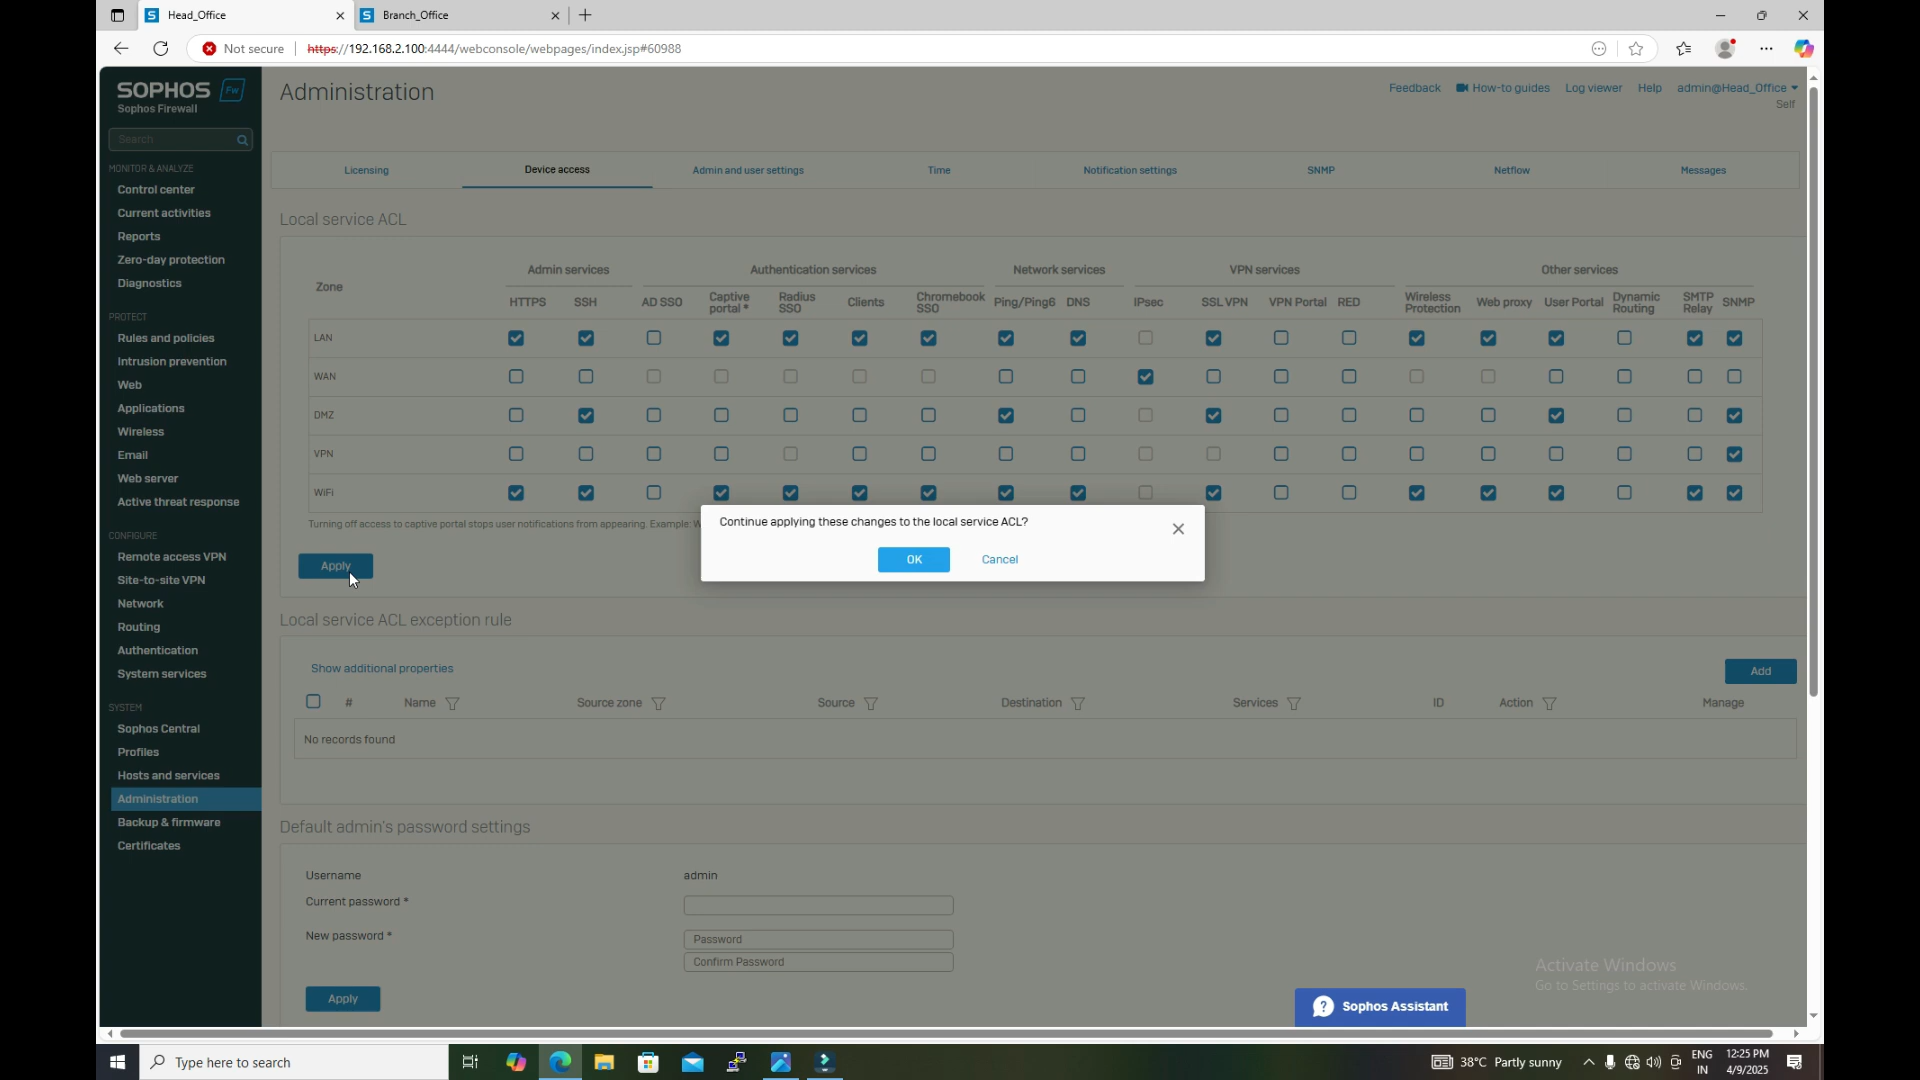 Head_Office
Branch_Office
Not secure
https://192.168.2.100:4444/webconsole/webpages/index.jsp#60988
SOPHOS Fw
Sophos Firewall
Administration
Feedback How-to guides Log viewer Help admin@Head_Office
Self
Search
MONITOR & ANALYZE
Control center
Current activities
Reports
Zero-day protection
Diagnostics
PROTECT
Rules and policies
Intrusion prevention
Web
Applications
Wireless
Email
Web server
Active threat response
CONFIGURE
Remote access VPN
Site-to-site VPN
Network
Routing
Authentication
System services
SYSTEM
Sophos Central
Profiles
Hosts and services
Administration
Backup & firmware
Certificates
Licensing Device access Admin and user settings Time Notification settings SNMP Netflow Messages
Local service ACL
Admin services Authentication services Network services VPN services Other services
Zone HTTPS SSH AD SSO Captive portal * Radius SSO Clients Chromebook SSO Ping/Ping6 DNS IPsec SSL VPN VPN Portal RED Wireless Protection Web proxy User Portal Dynamic Routing SMTP Relay SNMP
LAN
WAN
DMZ
VPN
WiFi
Turning off access to captive portal stops user notifications from appearing. Example: W
Continue applying these changes to the local service ACL?
OK Cancel
Apply
Local service ACL exception rule
Show additional properties
Add
# Name Source zone Source Destination Services ID Action Manage
No records found
Default admin's password settings
Username admin
Current password *
New password * Password
Confirm Password
Apply
Activate Windows
Go to Settings to activate Windows.
? Sophos Assistant
Type here to search
38°C Partly sunny
ENG
IN
12:25 PM
4/9/2025